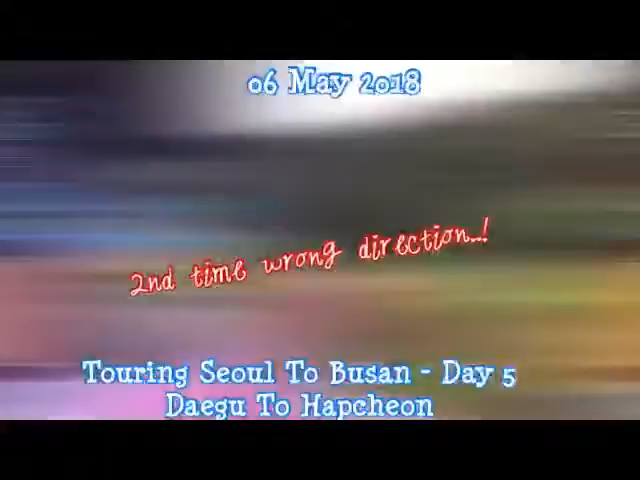 06 May 2018
2nd time wrong direction..!
Touring Seoul To Busan - Day 5
Daegu To Hapcheon